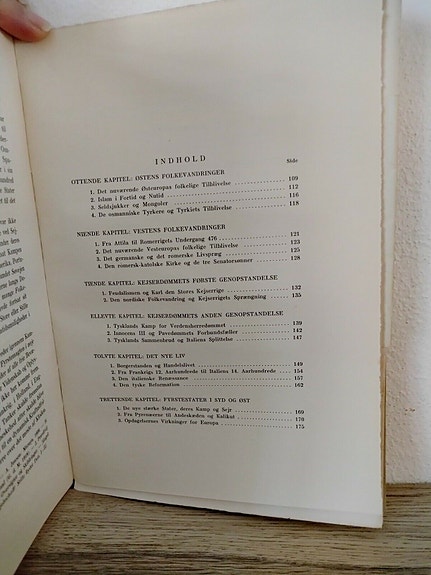 INDHOLD
Side
OTTENDE KAPITEL: ØSTENS FOLKEVANDRINGER
1. Det nuværende Østeuropas folkelige Tilblivelse 109
2. Islam i Fortid og Nutid 112
3. Seldsjukker og Mongoler 116
4. De osmanniske Tyrkere og Tyrkiets Tilblivelse 118
NIENDE KAPITEL: VESTENS FOLKEVANDRINGER
1. Fra Attila til Romerrigets Undergang 476 121
2. Det nuværende Vesteuropas folkelige Tilblivelse 123
3. Det germanske og det romerske Livspræg 125
4. Den romersk-katolske Kirke og de tre Senatorsønner 128
TIENDE KAPITEL: KEJSERDØMMETS FØRSTE GENOPSTANDELSE
1. Feudalismen og Karl den Stores Kejserrige 132
2. Den nordiske Folkevandring og Kejserrigets Sprængning 135
ELLEVTE KAPITEL: KEJSERDØMMETS ANDEN GENOPSTANDELSE
1. Tysklands Kamp for Verdensherredømmet 139
2. Innocens III og Pavedømmets Forbundsfæller 142
3. Tysklands Sammenbrud og Italiens Splittelse 147
TOLVTE KAPITEL: DET NYE LIV
1. Borgerstanden og Handelslivet 149
2. Fra Frankrigs 12. Aarhundrede til Italiens 14. Aarhundrede 154
3. Den italienske Renæssance 157
4. Den tyske Reformation 162
TRETTENDE KAPITEL: FYRSTESTATER I SYD OG ØST
1. De nye stærke Stater, deres Kamp og Sejr 169
2. Fra Pyrenæerne til Andeskæden og Kalikut 170
3. Opdagelsernes Virkninger for Europa 175